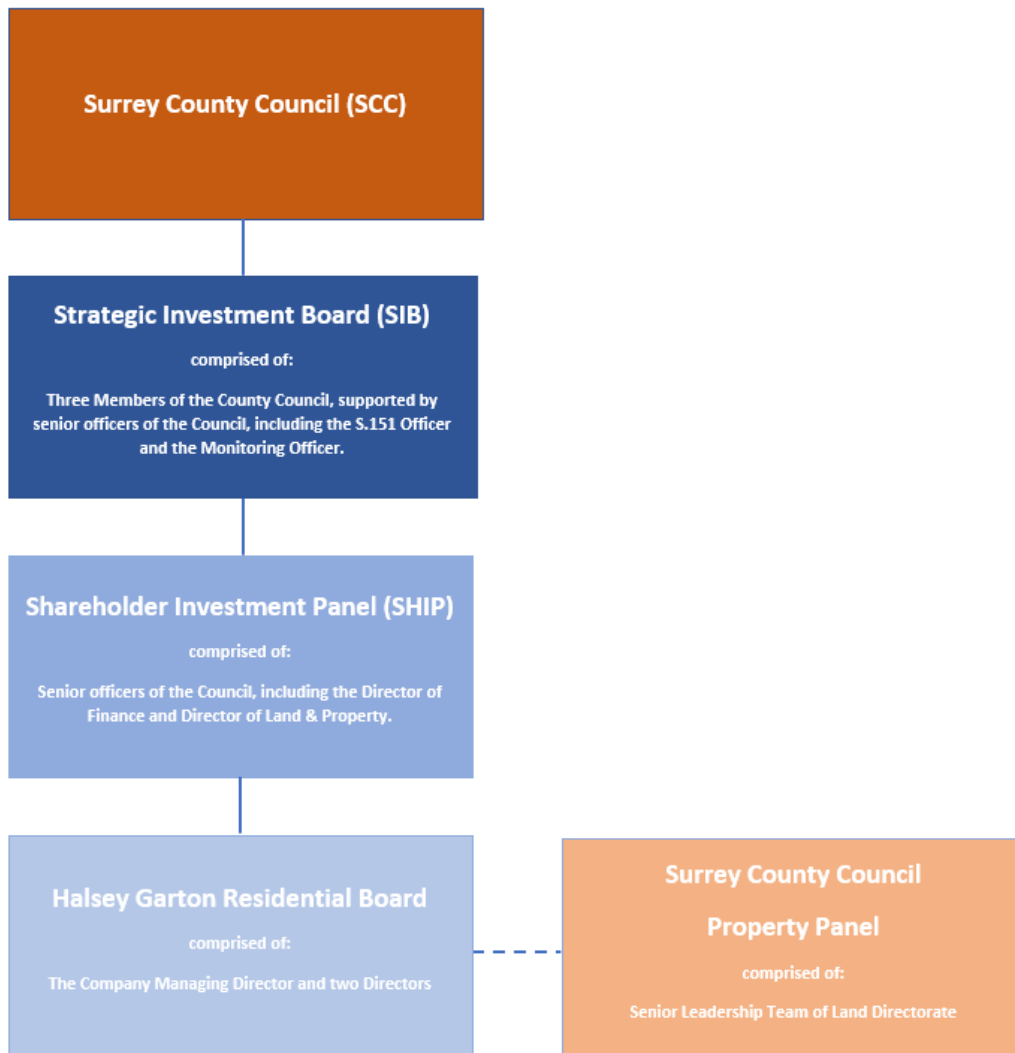 Surrey County Council (SCC)
Strategic Investment Board (SIB)
comprised of:
Three Members of the County Council, supported by
senior officers of the Council, including the S.151 Officer
and the Monitoring Officer.
Shareholder Investment Panel (SHIP)
comprised of:
Senior officers of the Council, including the Director of
Finance and Director of Land & Property.
Halsey Garton Residential Board
comprised of:
The Company Managing Director and two Directors
Surrey County Council
Property Panel
comprised of:
Senior Leadership Team of Land Directorate